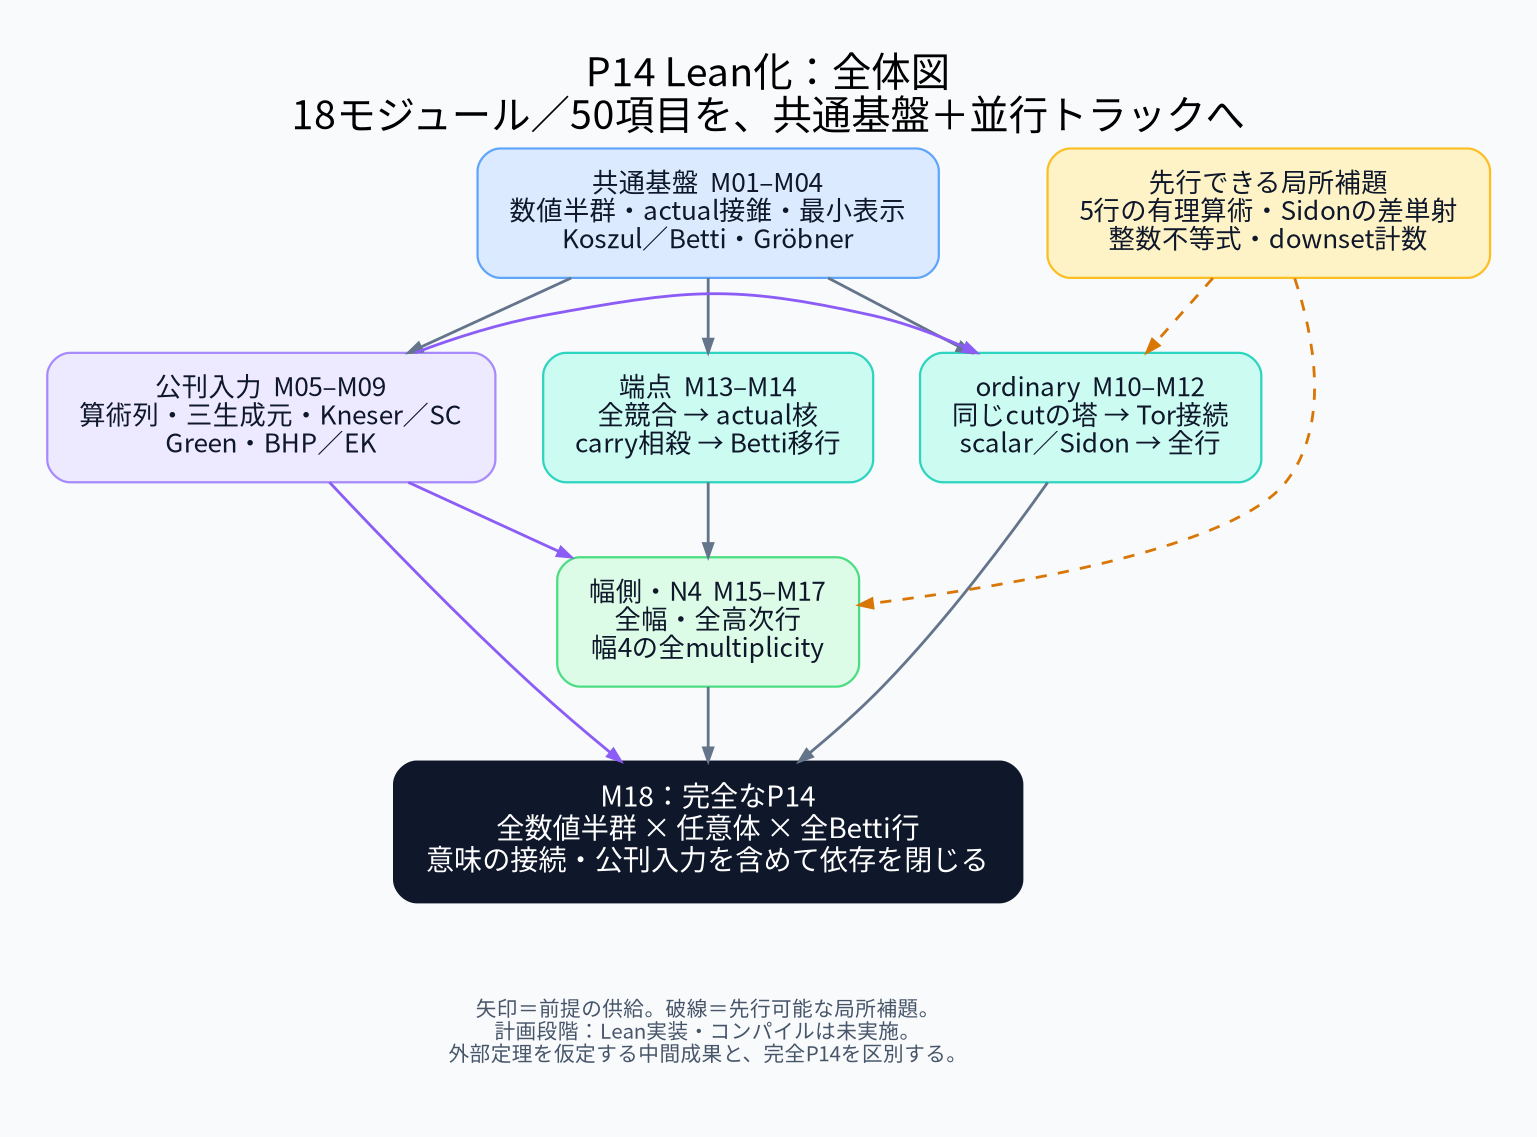 P14 Lean化：全体図
18モジュール／50項目を、共通基盤＋並行トラックへ
共通基盤 M01–M04
数値半群・actual接錐・最小表示
Koszul／Betti・Gröbner
先行できる局所補題
5行の有理算術・Sidonの差単射
整数不等式・downset計数
公刊入力 M05–M09
算術列・三生成元・Kneser／SC
Green・BHP／EK
端点 M13–M14
全競合 → actual核
carry相殺 → Betti移行
ordinary M10–M12
同じcutの塔 → Tor接続
scalar／Sidon → 全行
幅側・N4 M15–M17
全幅・全高次行
幅4の全multiplicity
M18：完全なP14
全数値半群 × 任意体 × 全Betti行
意味の接続・公刊入力を含めて依存を閉じる
矢印＝前提の供給。破線＝先行可能な局所補題。
計画段階：Lean実装・コンパイルは未実施。
外部定理を仮定する中間成果と、完全P14を区別する。